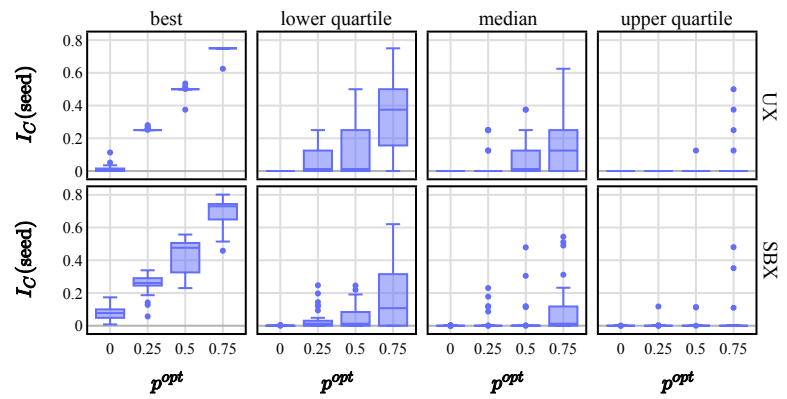 best lower quartile median upper quartile
0.8
0.6
0.4
0.2
0
I_C(seed)
UX
0.8
0.6
0.4
0.2
0
I_C(seed)
SBX
0 0.25 0.5 0.75 0 0.25 0.5 0.75 0 0.25 0.5 0.75 0 0.25 0.5 0.75
p^opt p^opt p^opt p^opt